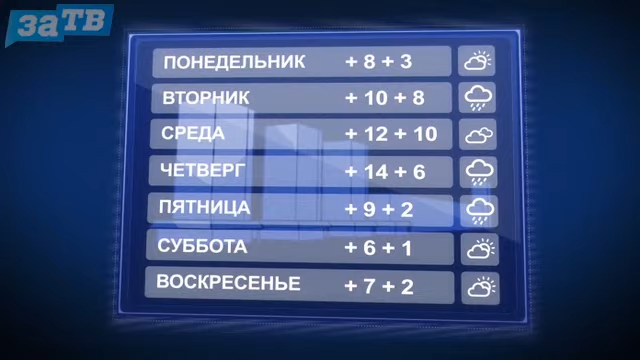 заТВ
ПОНЕДЕЛЬНИК + 8 + 3
ВТОРНИК + 10 + 8
СРЕДА + 12 + 10
ЧЕТВЕРГ + 14 + 6
ПЯТНИЦА + 9 + 2
СУББОТА + 6 + 1
ВОСКРЕСЕНЬЕ + 7 + 2